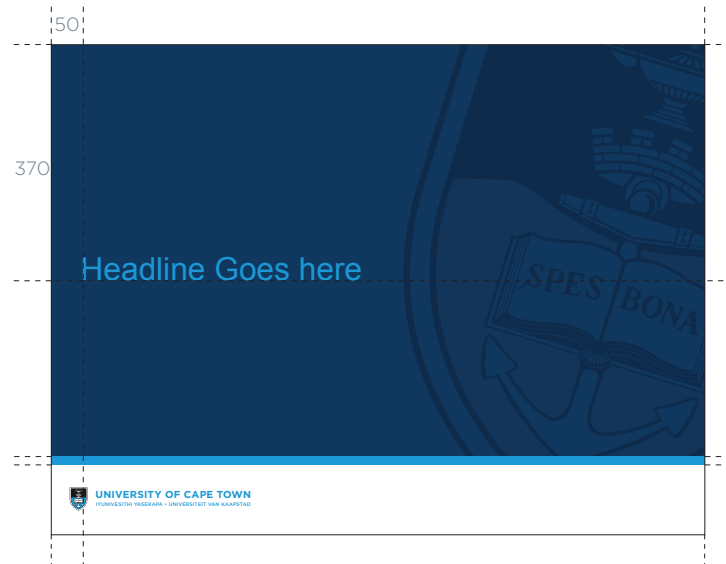 50
370
Headline Goes here
SPES BONA
UNIVERSITY OF CAPE TOWN
IYUNIVESITHI YASEKAPA • UNIVERSITEIT VAN KAAPSTAD